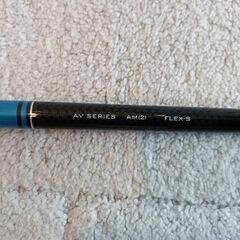 AV SERIES AM(2) FLEX-S